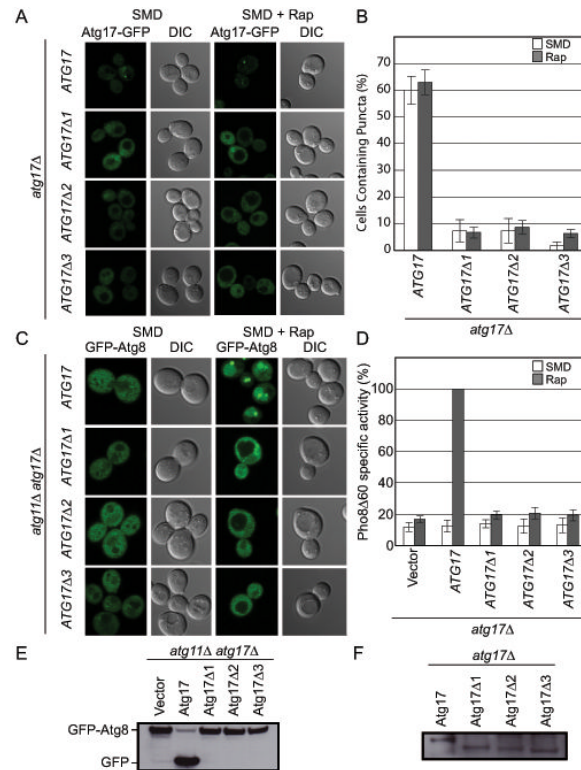 A
SMD
SMD + Rap
Atg17-GFP DIC Atg17-GFP DIC
atg17Δ
ATG17
ATG17Δ1
ATG17Δ2
ATG17Δ3
B
Cells Containing Puncta (%)
SMD
Rap
70
60
50
40
30
20
10
0
ATG17
ATG17Δ1
ATG17Δ2
ATG17Δ3
atg17Δ
C
SMD
SMD + Rap
GFP-Atg8 DIC GFP-Atg8 DIC
atg11Δ atg17Δ
ATG17
ATG17Δ1
ATG17Δ2
ATG17Δ3
D
Pho8Δ60 specific activity (%)
SMD
Rap
100
80
60
40
20
0
Vector
ATG17
ATG17Δ1
ATG17Δ2
ATG17Δ3
atg17Δ
E
atg11Δ atg17Δ
Vector
Atg17
Atg17Δ1
Atg17Δ2
Atg17Δ3
GFP-Atg8
GFP
F
atg17Δ
Atg17
Atg17Δ1
Atg17Δ2
Atg17Δ3